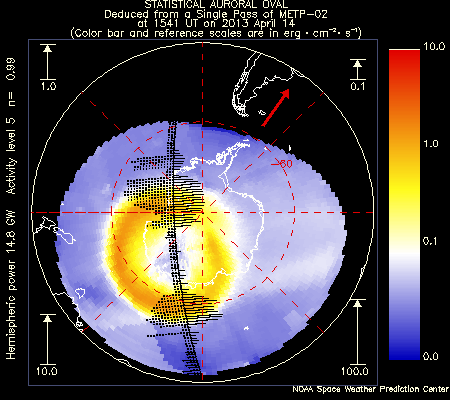 STATISTICAL AURORAL OVAL
Deduced from a Single Pass of METP-02
at 1541 UT on 2013 April 14
(Color bar and reference scales are in erg·cm⁻²·s⁻¹)
Hemispheric power 14.8 GW Activity level 5 n= 0.99
1.0
0.1
-60
10.0
100.0
10.0
1.0
0.1
0.0
NOAA Space Weather Prediction Center